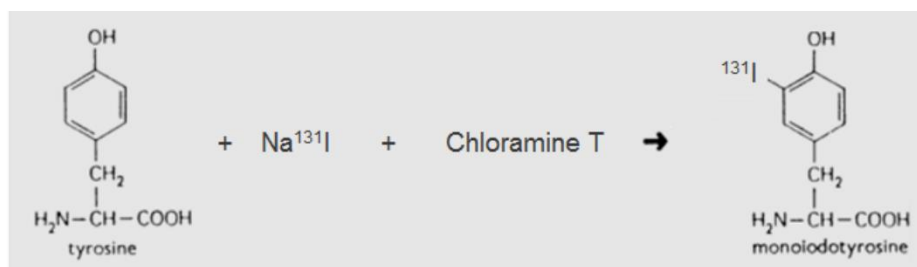 OH
CH₂
H₂N-CH-COOH
tyrosine
+ Na¹³¹I + Chloramine T ➔
OH
¹³¹I
CH₂
H₂N-CH-COOH
monoiodotyrosine